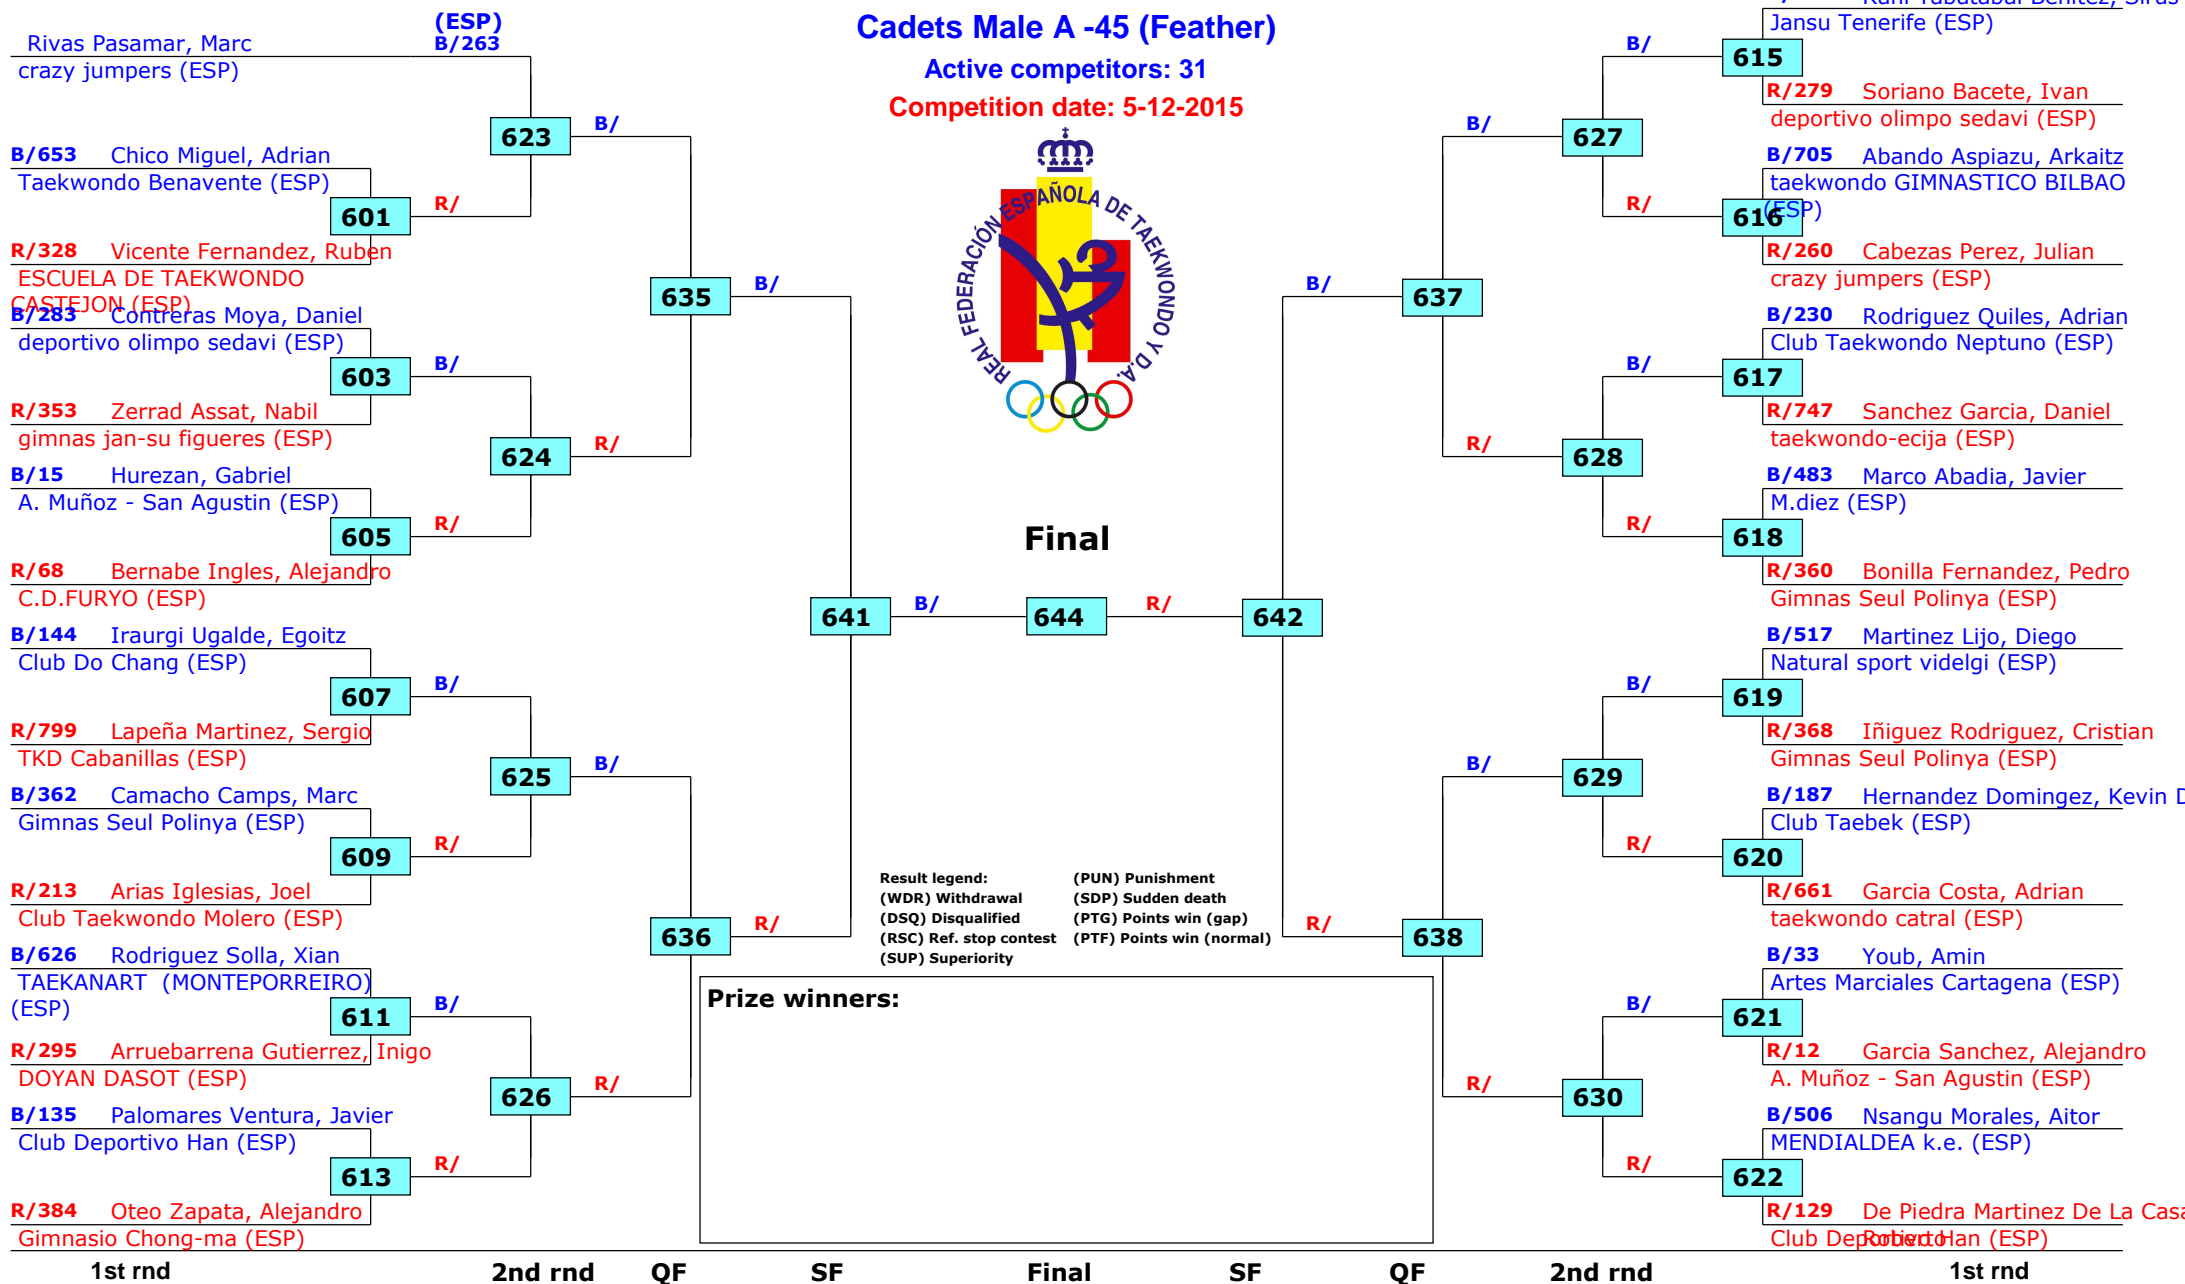 Cadets Male A -45 (Feather)
Active competitors: 31
Competition date: 5-12-2015
REAL FEDERACIÓN ESPAÑOLA DE TAEKWONDO Y D.A.
(ESP)
Rivas Pasamar, Marc B/263
crazy jumpers (ESP)
623
B/
B/653 Chico Miguel, Adrian
Taekwondo Benavente (ESP)
601
R/
R/328 Vicente Fernandez, Ruben
ESCUELA DE TAEKWONDO
CASTEJON (ESP)
635
B/
B/283 Contreras Moya, Daniel
deportivo olimpo sedavi (ESP)
603
B/
R/353 Zerrad Assat, Nabil
gimnas jan-su figueres (ESP)
624
R/
B/15 Hurezan, Gabriel
A. Muñoz - San Agustin (ESP)
605
R/
R/68 Bernabe Ingles, Alejandro
C.D.FURYO (ESP)
641
B/
B/144 Iraurgi Ugalde, Egoitz
Club Do Chang (ESP)
607
B/
R/799 Lapeña Martinez, Sergio
TKD Cabanillas (ESP)
625
B/
B/362 Camacho Camps, Marc
Gimnas Seul Polinya (ESP)
609
R/
R/213 Arias Iglesias, Joel
Club Taekwondo Molero (ESP)
636
R/
B/626 Rodriguez Solla, Xian
TAEKANART (MONTEPORREIRO)
(ESP)
611
B/
R/295 Arruebarrena Gutierrez, Inigo
DOYAN DASOT (ESP)
626
R/
B/135 Palomares Ventura, Javier
Club Deportivo Han (ESP)
613
R/
R/384 Oteo Zapata, Alejandro
Gimnasio Chong-ma (ESP)
Final
644
R/
642
Jansu Tenerife (ESP)
615
B/
R/279 Soriano Bacete, Ivan
deportivo olimpo sedavi (ESP)
627
B/
B/705 Abando Aspiazu, Arkaitz
taekwondo GIMNASTICO BILBAO
(ESP)
616
R/
R/260 Cabezas Perez, Julian
crazy jumpers (ESP)
637
B/
B/230 Rodriguez Quiles, Adrian
Club Taekwondo Neptuno (ESP)
617
B/
R/747 Sanchez Garcia, Daniel
taekwondo-ecija (ESP)
628
R/
B/483 Marco Abadia, Javier
M.diez (ESP)
618
R/
R/360 Bonilla Fernandez, Pedro
Gimnas Seul Polinya (ESP)
B/517 Martinez Lijo, Diego
Natural sport videlgi (ESP)
619
B/
R/368 Iñiguez Rodriguez, Cristian
Gimnas Seul Polinya (ESP)
629
B/
B/187 Hernandez Domingez, Kevin D
Club Taebek (ESP)
620
R/
R/661 Garcia Costa, Adrian
taekwondo catral (ESP)
638
R/
B/33 Youb, Amin
Artes Marciales Cartagena (ESP)
621
B/
R/12 Garcia Sanchez, Alejandro
A. Muñoz - San Agustin (ESP)
630
R/
B/506 Nsangu Morales, Aitor
MENDIALDEA k.e. (ESP)
622
R/
R/129 De Piedra Martinez De La Casa
Roberto
Club Deportivo Han (ESP)
Result legend: (PUN) Punishment
(WDR) Withdrawal (SDP) Sudden death
(DSQ) Disqualified (PTG) Points win (gap)
(RSC) Ref. stop contest (PTF) Points win (normal)
(SUP) Superiority
Prize winners:
1st rnd 2nd rnd QF SF Final SF QF 2nd rnd 1st rnd